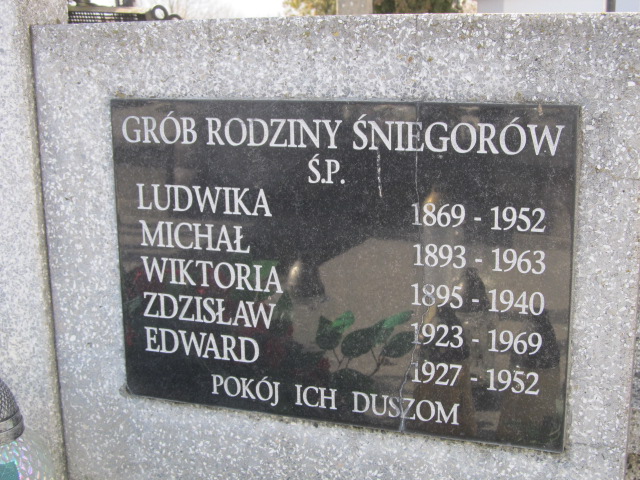 GRÓB RODZINY ŚNIEGORÓW
Ś.P.
LUDWIKA 1869 - 1952
MICHAŁ 1893 - 1963
WIKTORIA 1895 - 1940
ZDZISŁAW 1923 - 1969
EDWARD 1927 - 1952
POKÓJ ICH DUSZOM